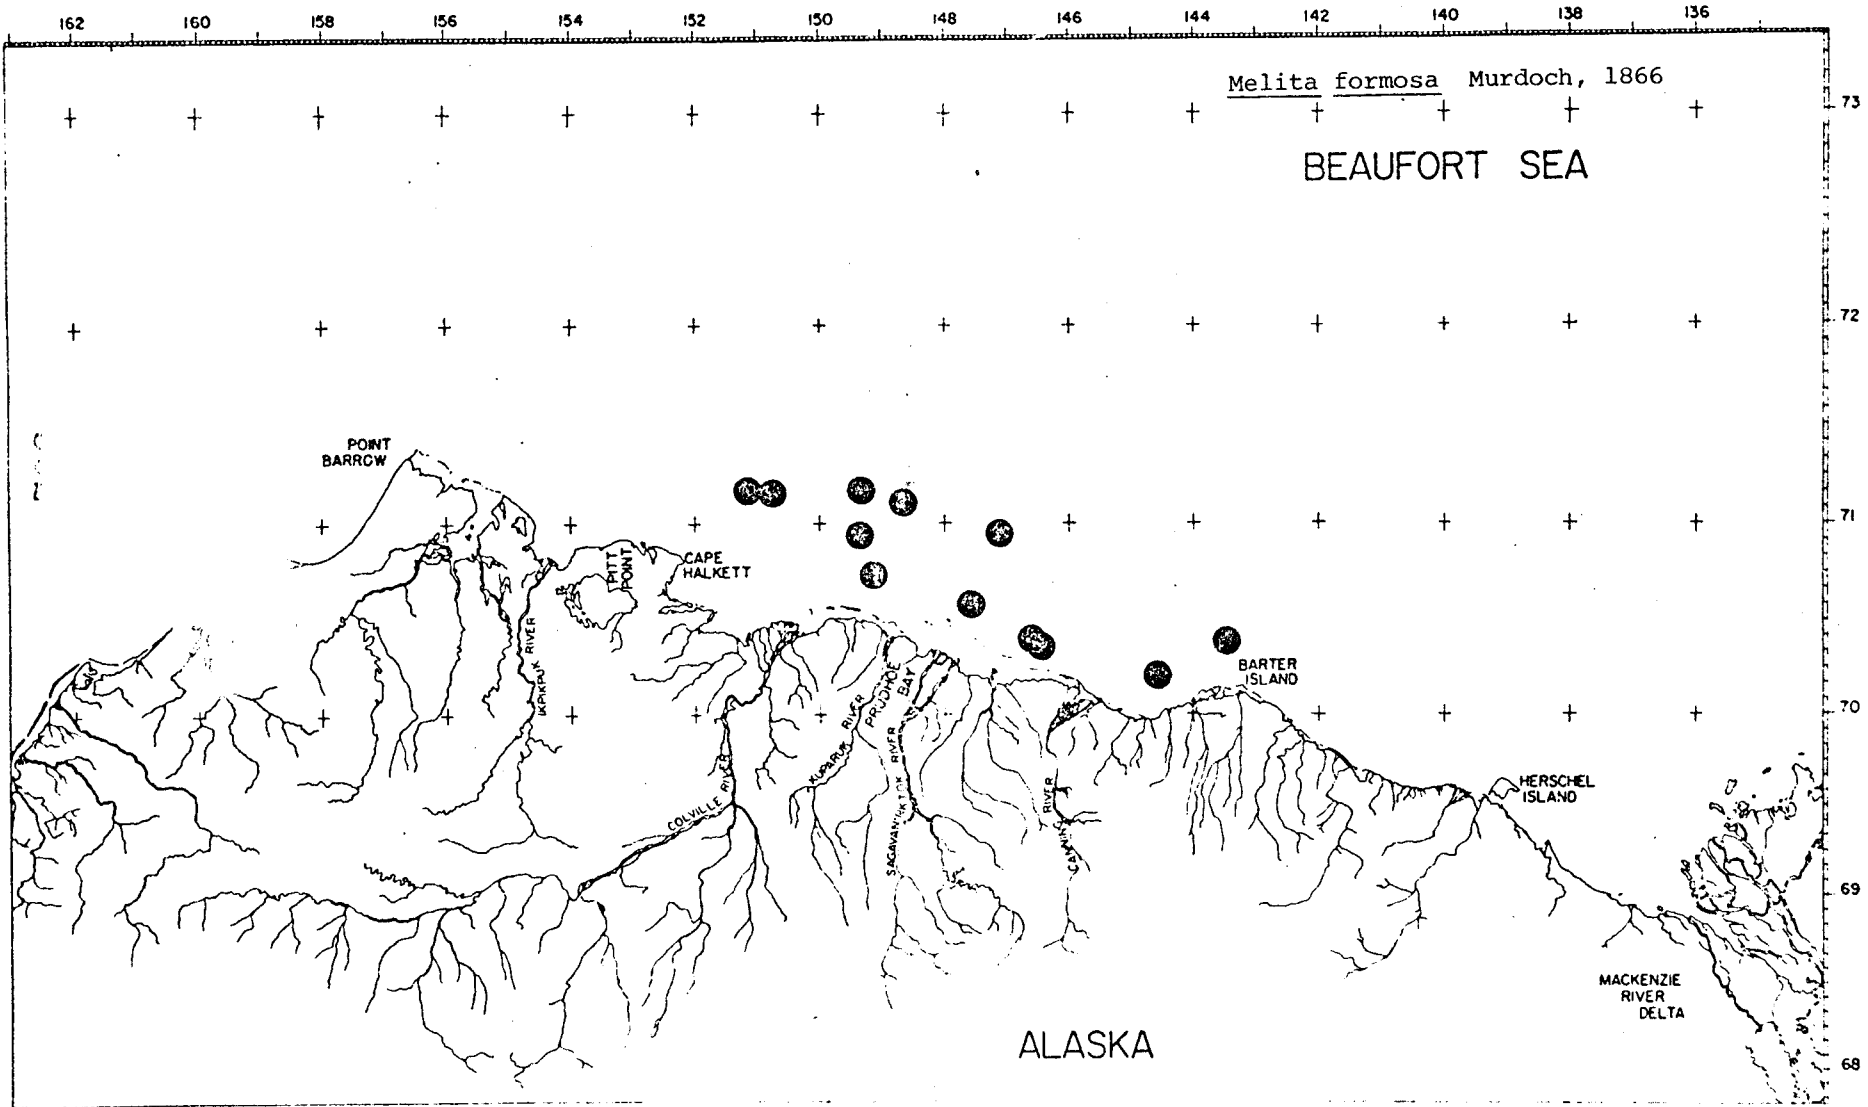 162 160 158 156 154 152 150 148 146 144 142 140 138 136
Melita formosa Murdoch, 1866
73
BEAUFORT SEA
72
POINT
BARROW
71
PITT
POINT
CAPE
HALKETT
IKPIKPUK RIVER
PRUDHOE
BAY
BARTER
ISLAND
70
KUPARUK RIVER
SAGAVANIRKTOK RIVER
COLVILLE RIVER
CANNING RIVER
HERSCHEL
ISLAND
69
MACKENZIE
RIVER
DELTA
ALASKA
68